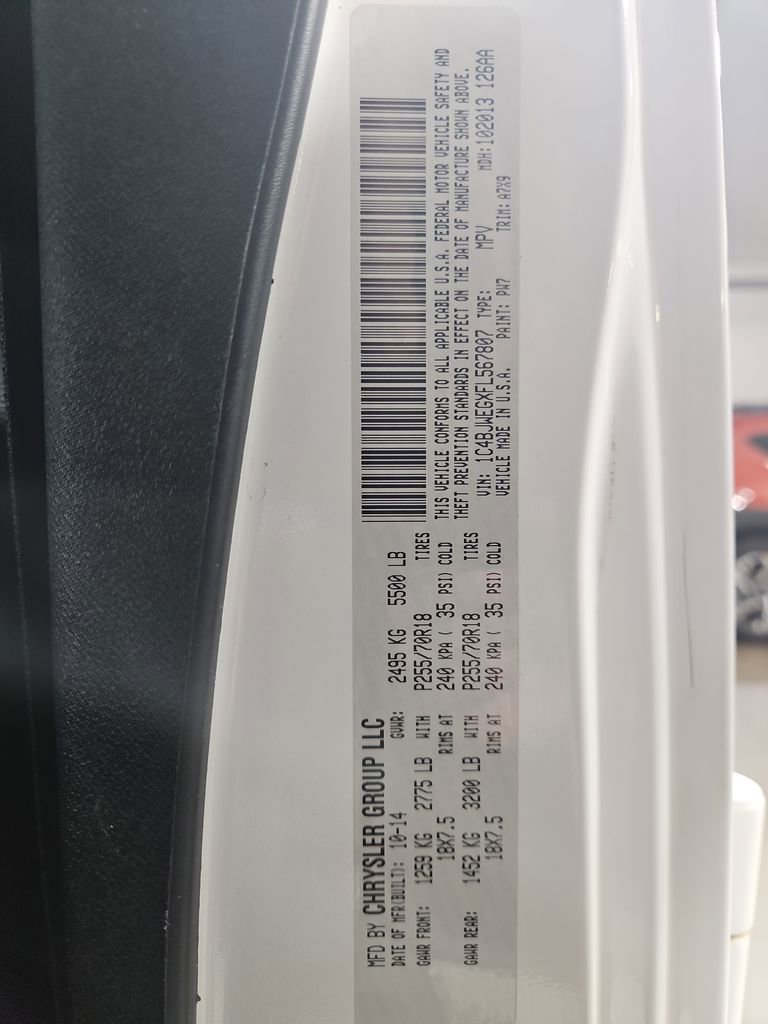 MFD BY CHRYSLER GROUP LLC
DATE OF MFR(BUILT): 10-14 GVWR: 2495 KG 5500 LB
GAWR FRONT: 1259 KG 2775 LB WITH P255/70R18 TIRES
18X7.5 RIMS AT 240 KPA ( 35 PSI) COLD
GAWR REAR: 1452 KG 3200 LB WITH P255/70R18 TIRES
18X7.5 RIMS AT 240 KPA ( 35 PSI) COLD
THIS VEHICLE CONFORMS TO ALL APPLICABLE U.S.A. FEDERAL MOTOR VEHICLE SAFETY AND
THEFT PREVENTION STANDARDS IN EFFECT ON THE DATE OF MANUFACTURE SHOWN ABOVE.
VIN: 1C4BJWEGXFL567807 TYPE: MPV MDH:102013 126AA
VEHICLE MADE IN U.S.A. PAINT: PW7 TRIM: A7X9